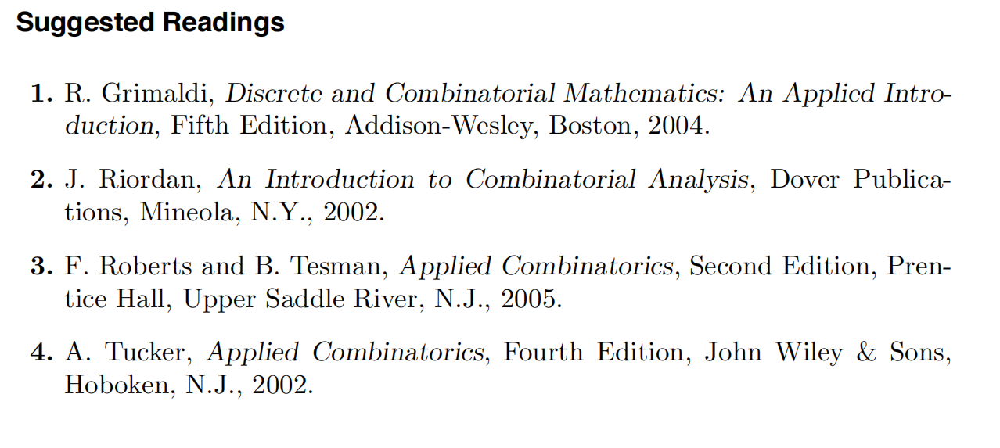 Suggested Readings
1. R. Grimaldi, Discrete and Combinatorial Mathematics: An Applied Intro-
duction, Fifth Edition, Addison-Wesley, Boston, 2004.
2. J. Riordan, An Introduction to Combinatorial Analysis, Dover Publica-
tions, Mineola, N.Y., 2002.
3. F. Roberts and B. Tesman, Applied Combinatorics, Second Edition, Pren-
tice Hall, Upper Saddle River, N.J., 2005.
4. A. Tucker, Applied Combinatorics, Fourth Edition, John Wiley & Sons,
Hoboken, N.J., 2002.